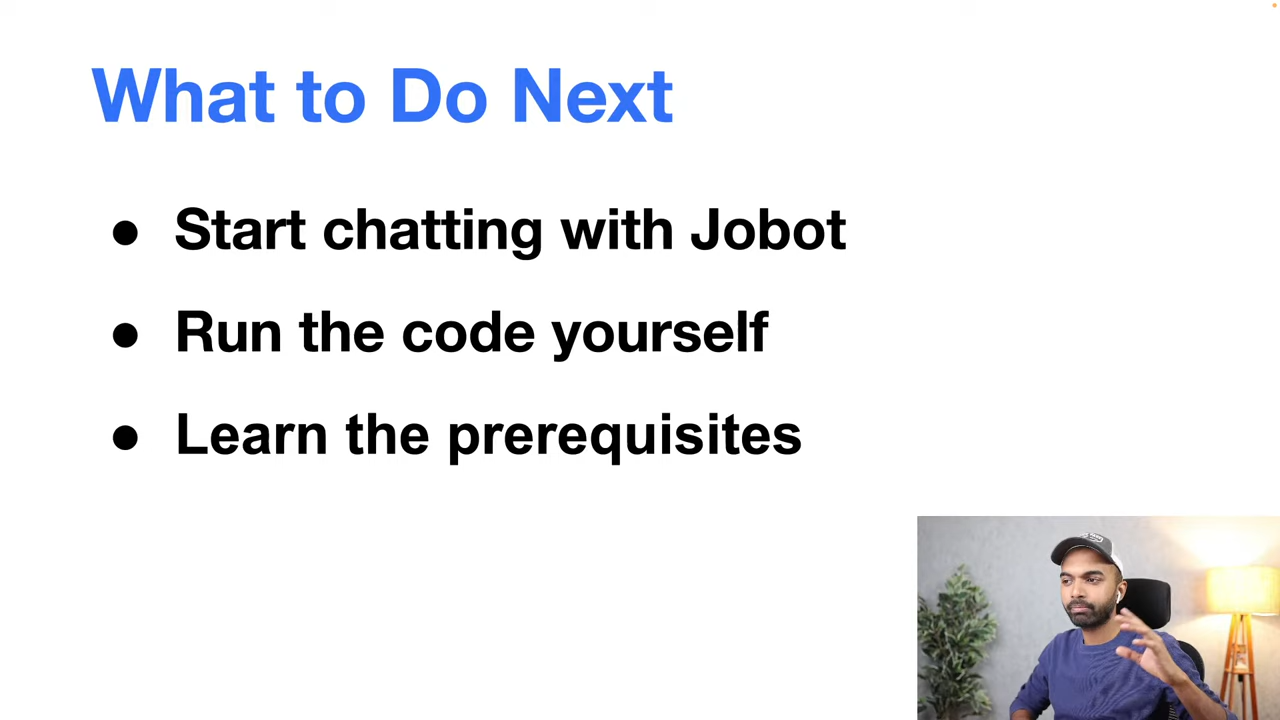 What to Do Next
● Start chatting with Jobot
● Run the code yourself
● Learn the prerequisites